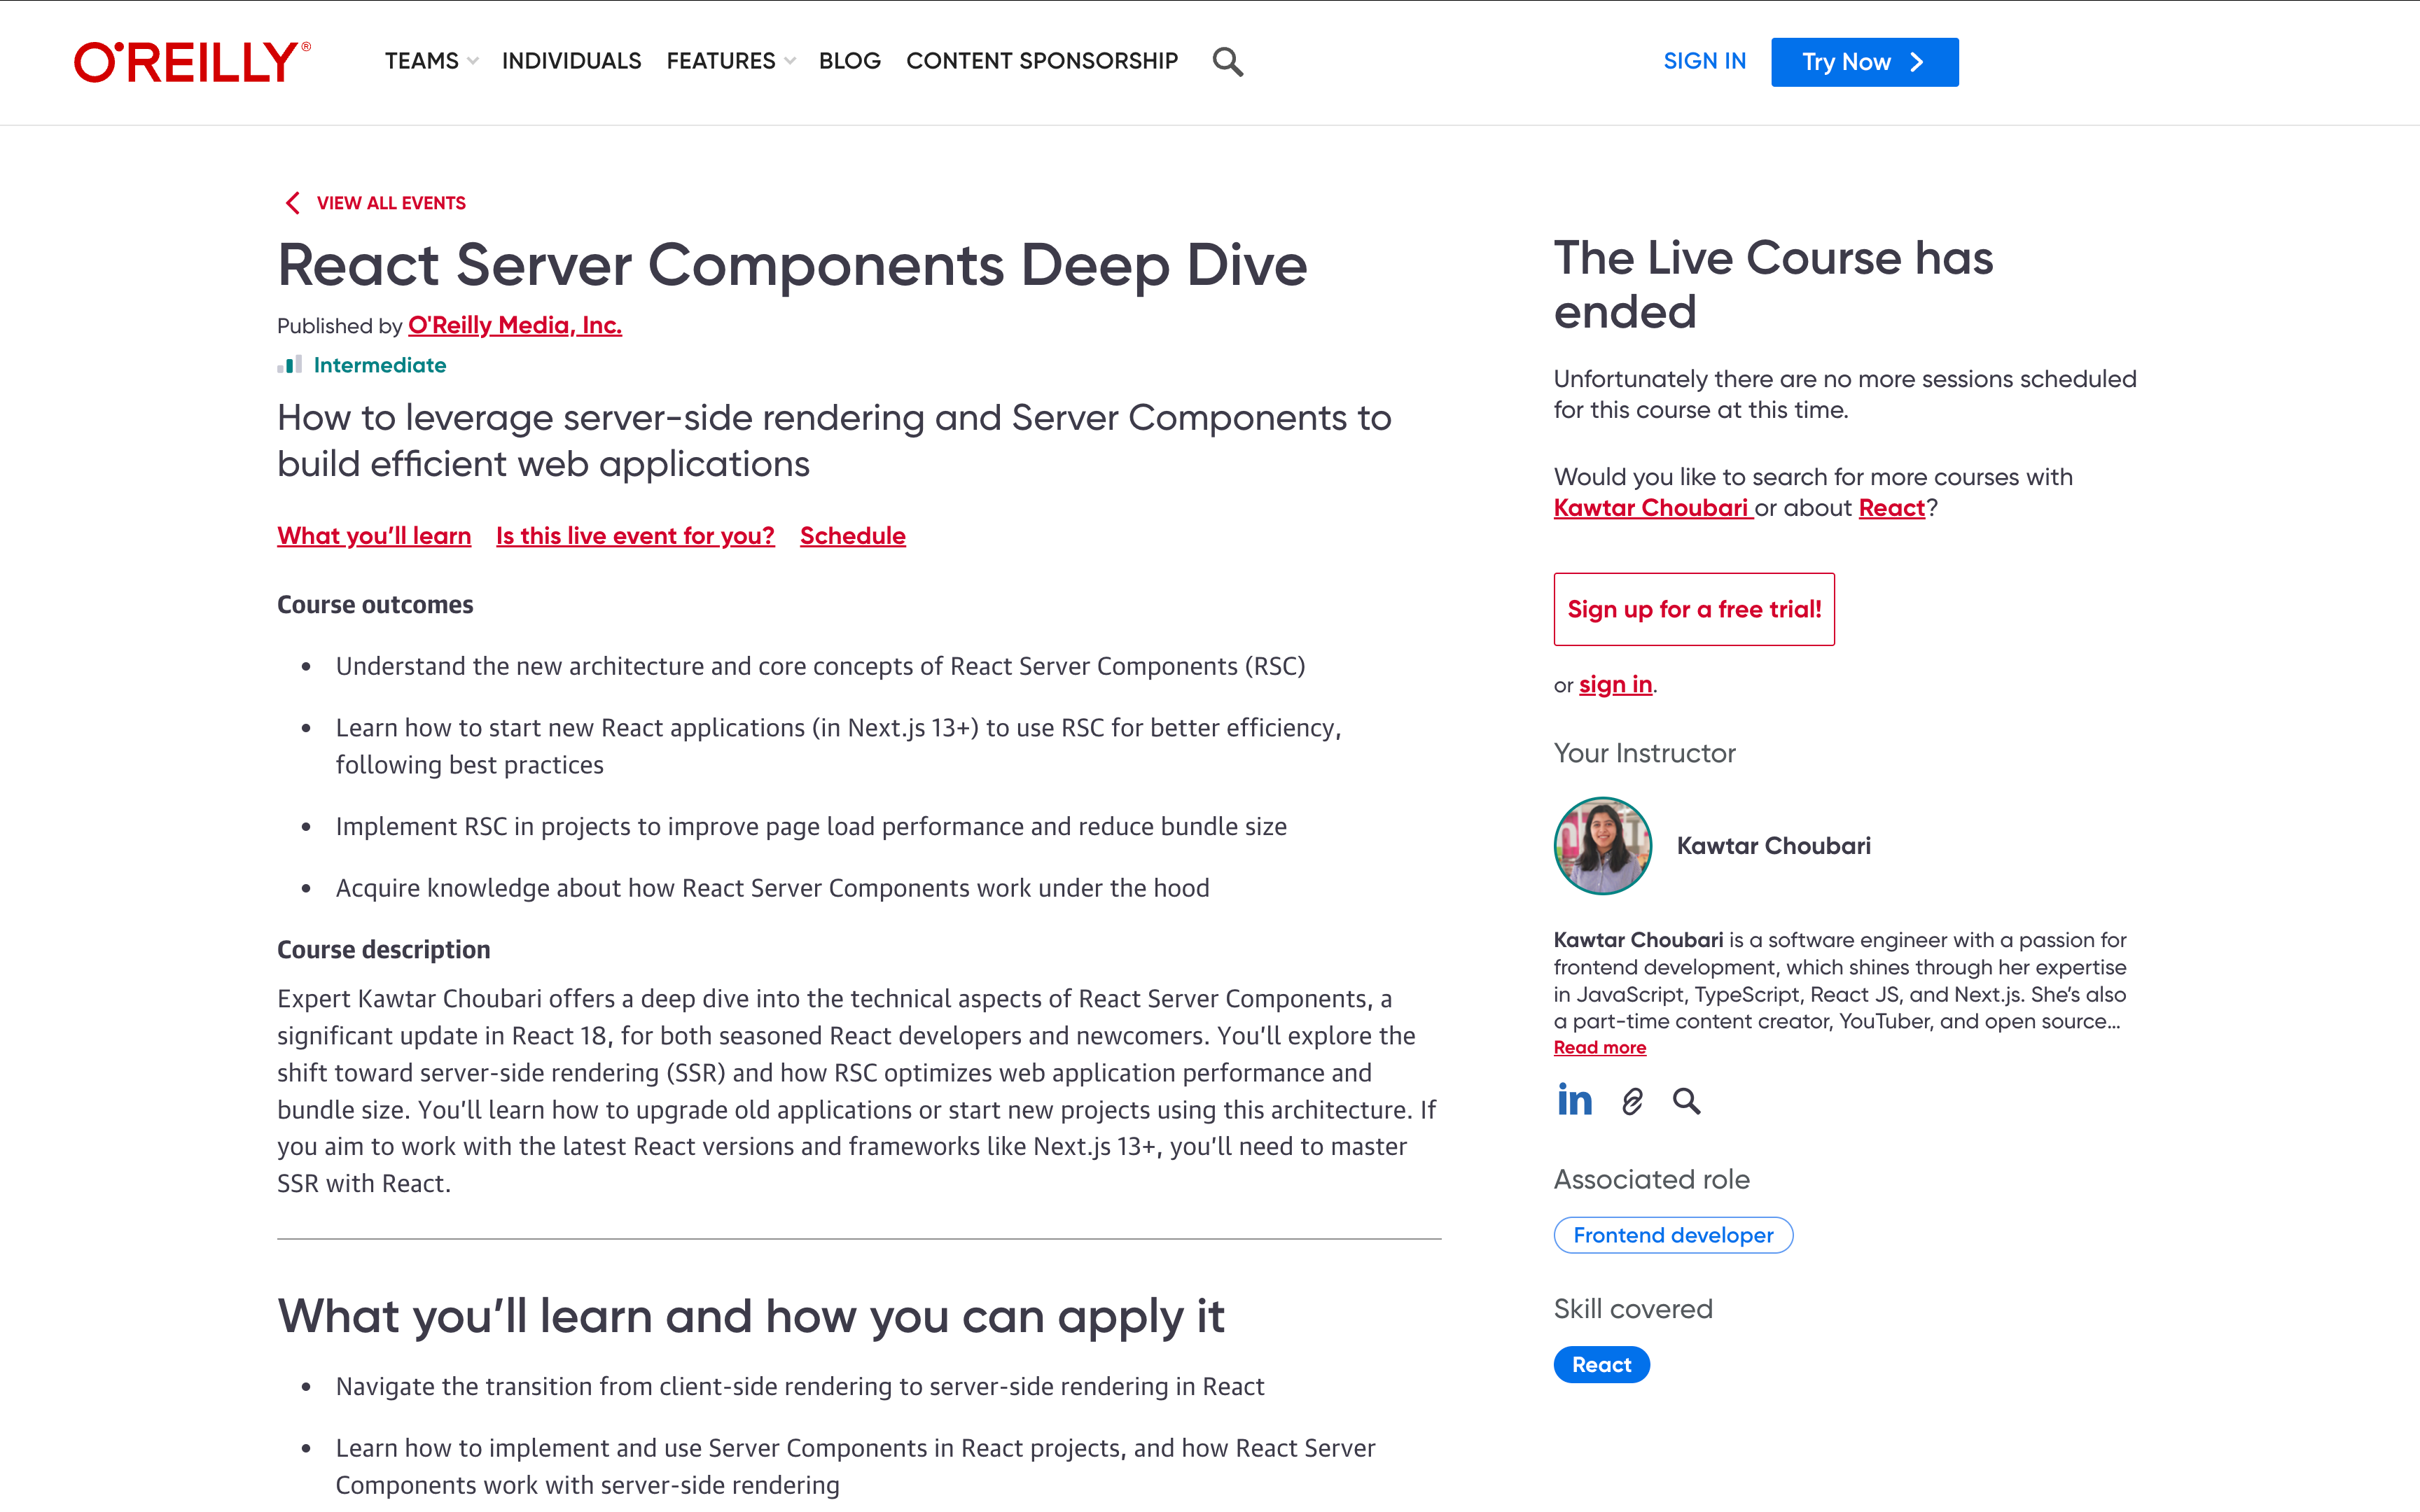 O'REILLY®
TEAMS INDIVIDUALS FEATURES BLOG CONTENT SPONSORSHIP
SIGN IN Try Now
VIEW ALL EVENTS
React Server Components Deep Dive
Published by O'Reilly Media, Inc.
Intermediate
How to leverage server-side rendering and Server Components to
build efficient web applications
What you’ll learn Is this live event for you? Schedule
Course outcomes
• Understand the new architecture and core concepts of React Server Components (RSC)
• Learn how to start new React applications (in Next.js 13+) to use RSC for better efficiency,
following best practices
• Implement RSC in projects to improve page load performance and reduce bundle size
• Acquire knowledge about how React Server Components work under the hood
Course description
Expert Kawtar Choubari offers a deep dive into the technical aspects of React Server Components, a
significant update in React 18, for both seasoned React developers and newcomers. You’ll explore the
shift toward server-side rendering (SSR) and how RSC optimizes web application performance and
bundle size. You’ll learn how to upgrade old applications or start new projects using this architecture. If
you aim to work with the latest React versions and frameworks like Next.js 13+, you’ll need to master
SSR with React.
What you’ll learn and how you can apply it
• Navigate the transition from client-side rendering to server-side rendering in React
• Learn how to implement and use Server Components in React projects, and how React Server
Components work with server-side rendering
The Live Course has
ended
Unfortunately there are no more sessions scheduled
for this course at this time.
Would you like to search for more courses with
Kawtar Choubari or about React?
Sign up for a free trial!
or sign in.
Your Instructor
Kawtar Choubari
Kawtar Choubari is a software engineer with a passion for
frontend development, which shines through her expertise
in JavaScript, TypeScript, React JS, and Next.js. She’s also
a part-time content creator, YouTuber, and open source...
Read more
in
Associated role
Frontend developer
Skill covered
React